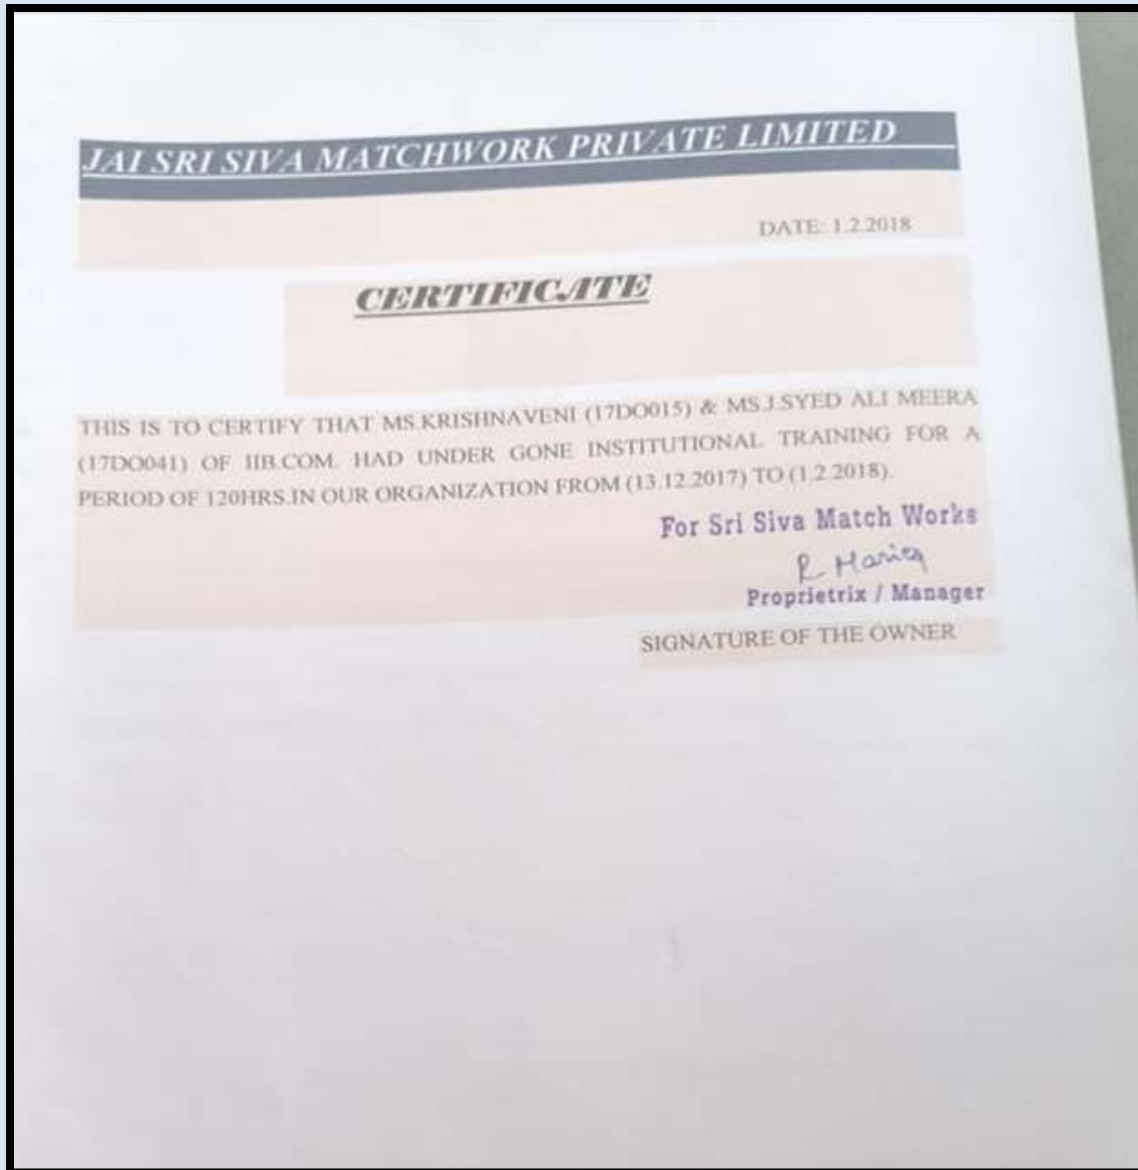 JAI SRI SIVA MATCHWORK PRIVATE LIMITED
DATE: 1.2.2018
CERTIFICATE
THIS IS TO CERTIFY THAT MS.KRISHNAVENI (17DO015) & MS.J.SYED ALI MEERA
(17DO041) OF IIB.COM. HAD UNDER GONE INSTITUTIONAL TRAINING FOR A
PERIOD OF 120HRS.IN OUR ORGANIZATION FROM (13.12.2017) TO (1.2.2018).
For Sri Siva Match Works
R
Proprietrix / Manager
SIGNATURE OF THE OWNER